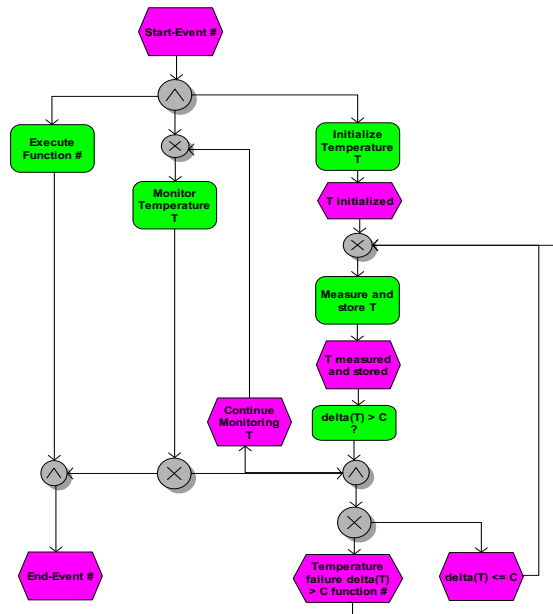 Start-Event #
Execute
Function #
Initialize
Temperature
T
Monitor
Temperature
T
T initialized
Measure and
store T
T measured
and stored
Continue
Monitoring
T
delta(T) > C
?
End-Event #
Temperature
failure delta(T)
> C function #
delta(T) <= C